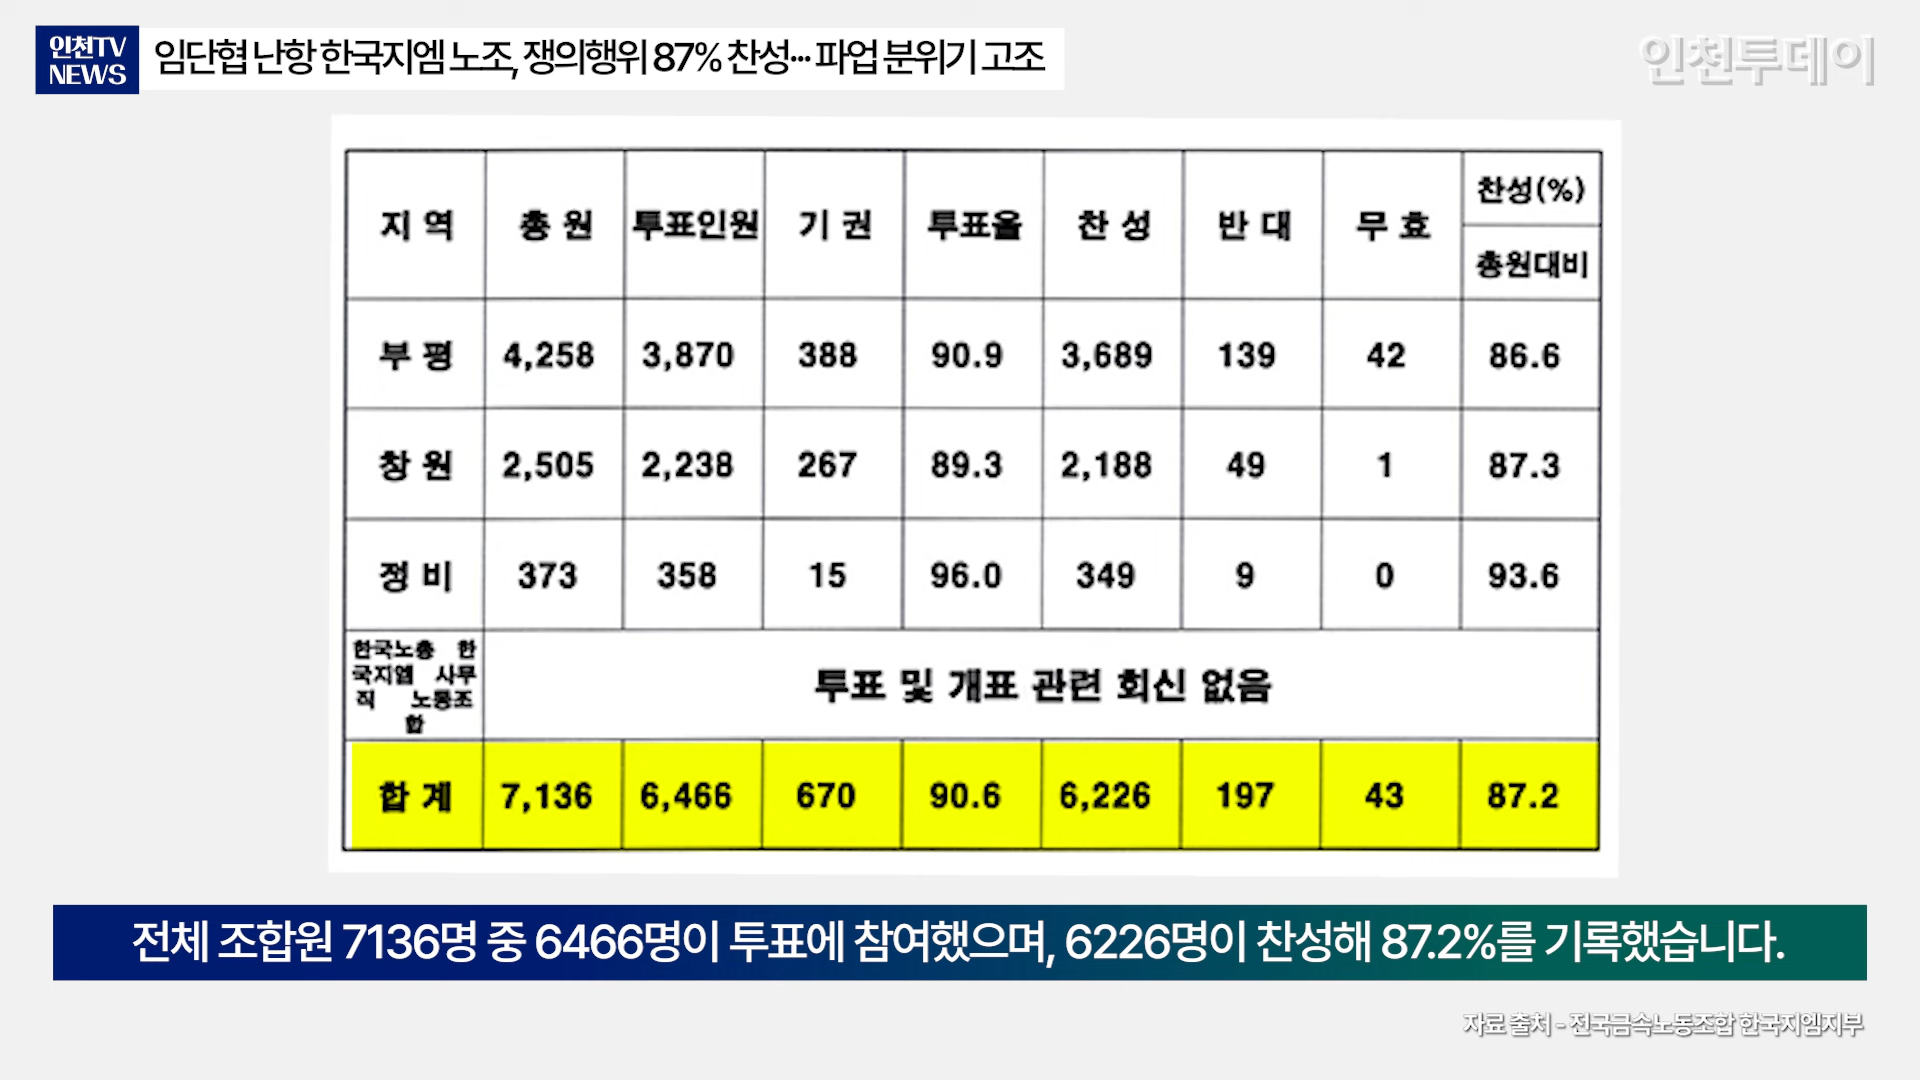 인천TV
NEWS
임단협 난항 한국지엠 노조, 쟁의행위 87% 찬성… 파업 분위기 고조
인천투데이
지 역 총 원 투표인원 기 권 투표율 찬 성 반 대 무 효 찬성(%)
총원대비
부 평 4,258 3,870 388 90.9 3,689 139 42 86.6
창 원 2,505 2,238 267 89.3 2,188 49 1 87.3
정 비 373 358 15 96.0 349 9 0 93.6
한국노총 한
국지엠 사무
직 노동조
합
투표 및 개표 관련 회신 없음
합 계 7,136 6,466 670 90.6 6,226 197 43 87.2
전체 조합원 7136명 중 6466명이 투표에 참여했으며, 6226명이 찬성해 87.2%를 기록했습니다.
자료 출처 - 전국금속노동조합 한국지엠지부